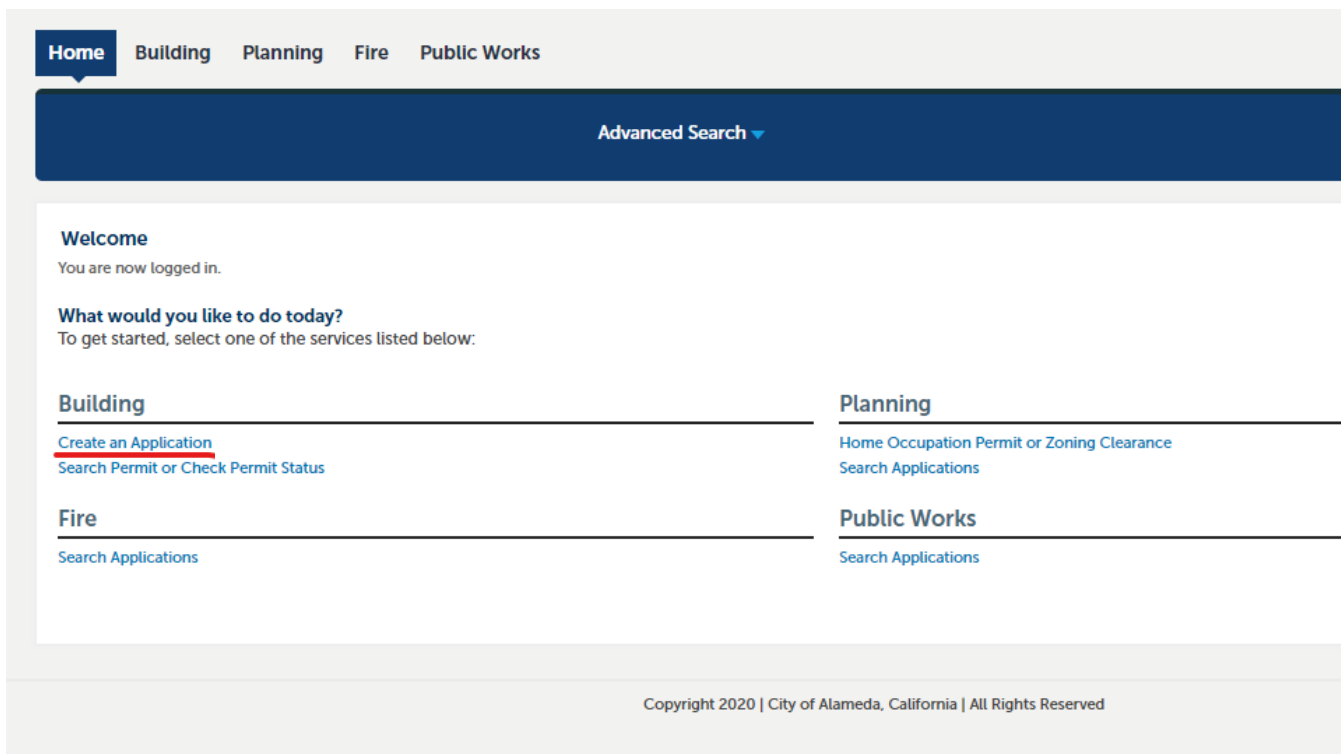 Home Building Planning Fire Public Works
Advanced Search
Welcome
You are now logged in.
What would you like to do today?
To get started, select one of the services listed below:
Building
Create an Application
Search Permit or Check Permit Status
Planning
Home Occupation Permit or Zoning Clearance
Search Applications
Fire
Search Applications
Public Works
Search Applications
Copyright 2020 | City of Alameda, California | All Rights Reserved